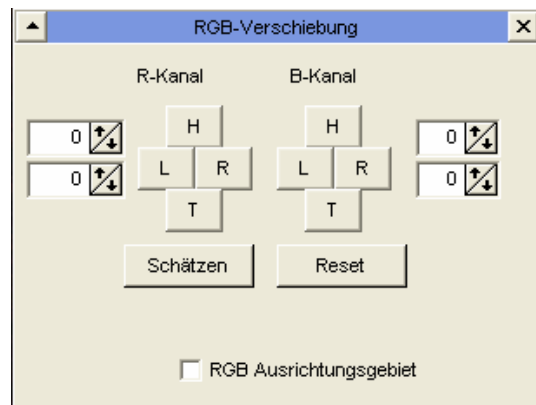 RGB-Verschiebung
R-Kanal B-Kanal
H H
0 0
L R L R
0 0
T T
Schätzen Reset
RGB Ausrichtungsgebiet